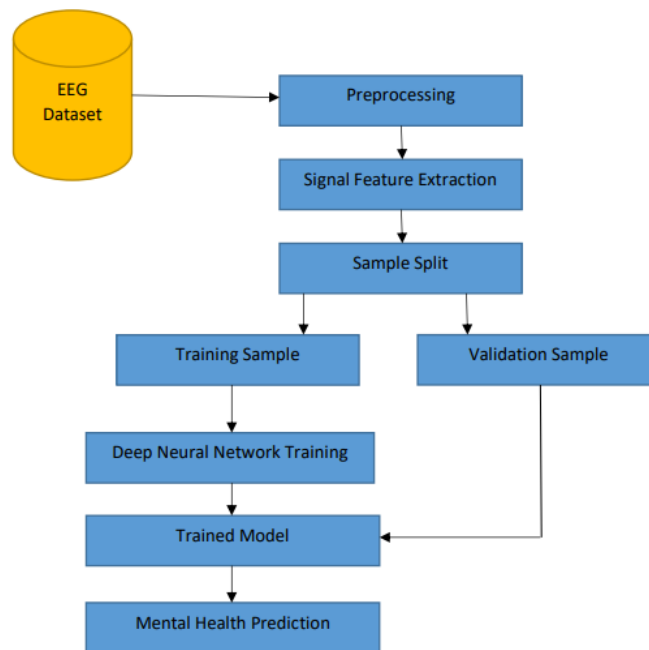 EEG
Dataset
Preprocessing
Signal Feature Extraction
Sample Split
Training Sample
Validation Sample
Deep Neural Network Training
Trained Model
Mental Health Prediction